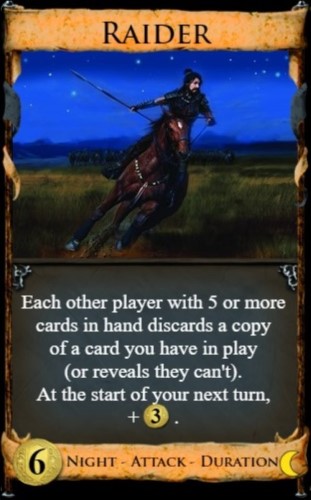 RAIDER
Each other player with 5 or more
cards in hand discards a copy
of a card you have in play
(or reveals they can't).
At the start of your next turn,
+ 3 .
6 NIGHT - ATTACK - DURATION